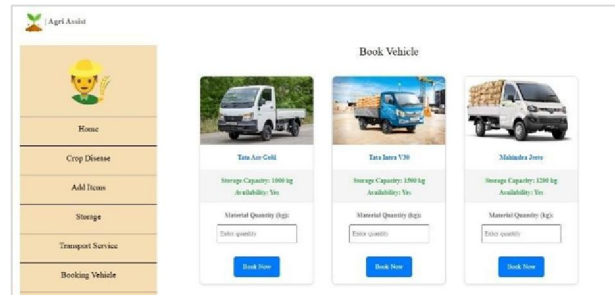 | Agri Assist
Book Vehicle
Home
Crop Disease
Add Items
Storage
Transport Service
Booking Vehicle
Tata Ace Gold
Storage Capacity: 1000 kg
Availability: Yes
Material Quantity (kg):
Enter quantity
Book Now
Tata Intra V30
Storage Capacity: 1500 kg
Availability: Yes
Material Quantity (kg):
Enter quantity
Book Now
Mahindra Jeeto
Storage Capacity: 1200 kg
Availability: Yes
Material Quantity (kg):
Enter quantity
Book Now